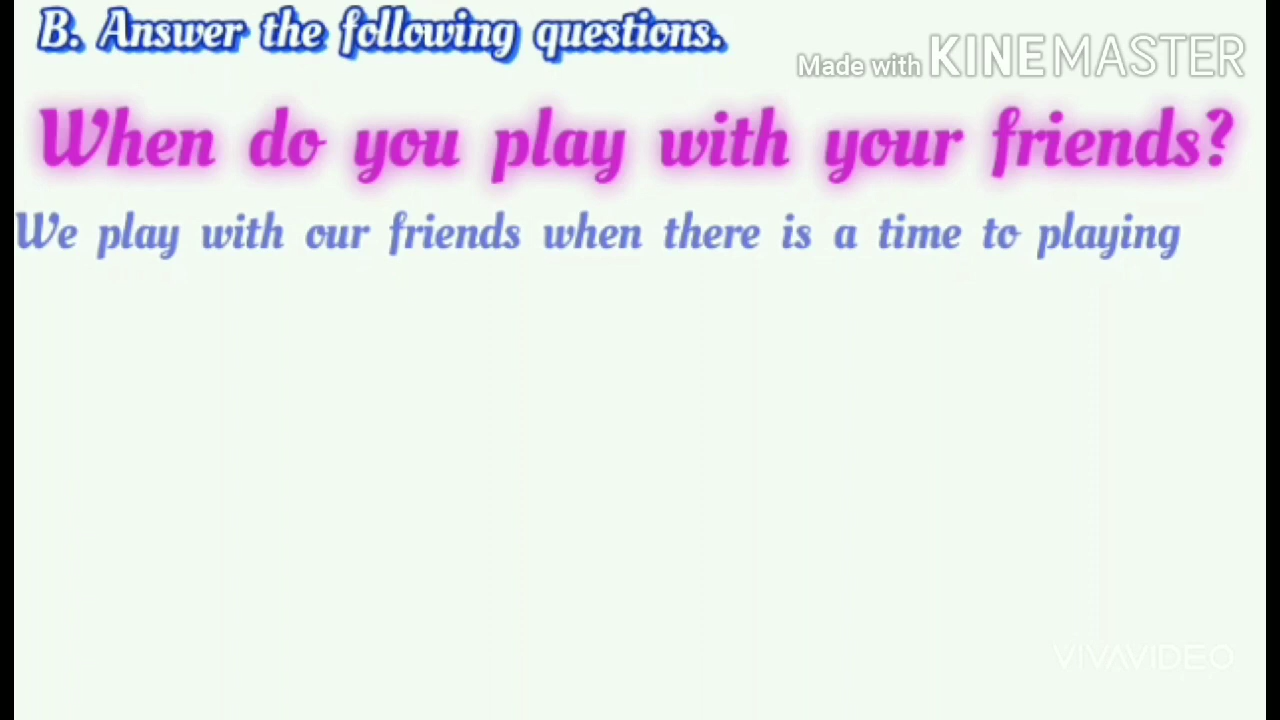 B. Answer the following questions.
Made with KINEMASTER
When do you play with your friends?
We play with our friends when there is a time to playing
VIVAVIDEO